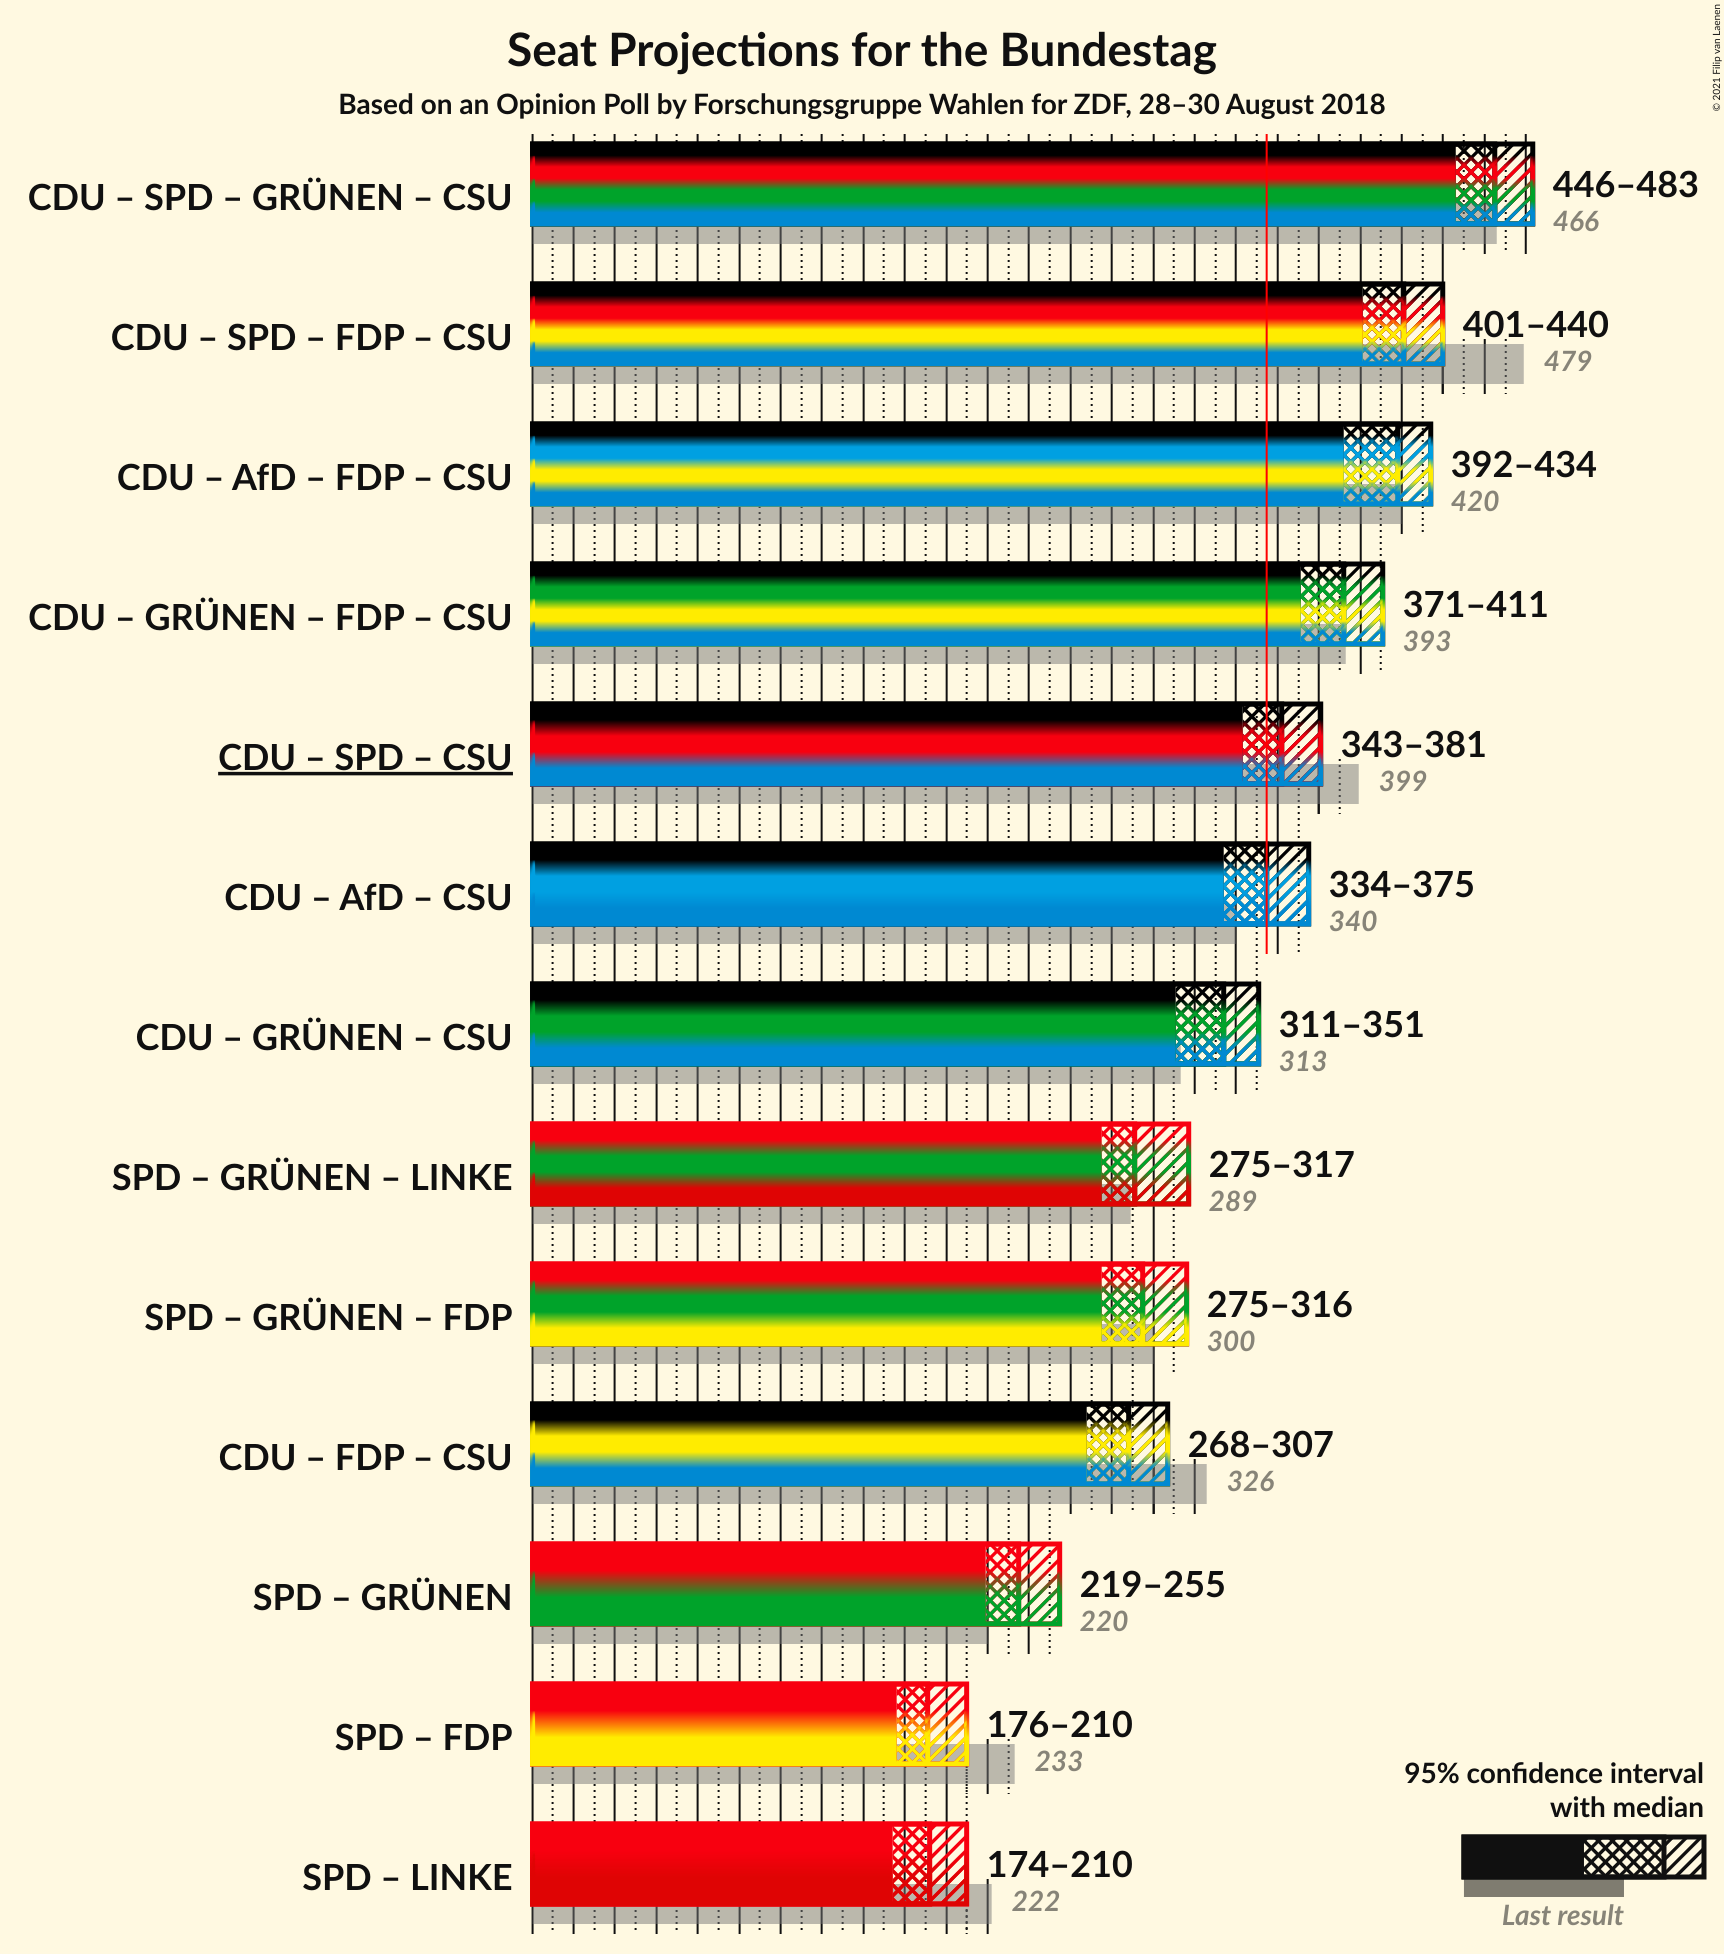 Seat Projections for the Bundestag
Based on an Opinion Poll by Forschungsgruppe Wahlen for ZDF, 28–30 August 2018
© 2021 Filip van Laenen
CDU – SPD – GRÜNEN – CSU
446–483
466
CDU – SPD – FDP – CSU
401–440
479
CDU – AfD – FDP – CSU
392–434
420
CDU – GRÜNEN – FDP – CSU
371–411
393
CDU – SPD – CSU
343–381
399
CDU – AfD – CSU
334–375
340
CDU – GRÜNEN – CSU
311–351
313
SPD – GRÜNEN – LINKE
275–317
289
SPD – GRÜNEN – FDP
275–316
300
CDU – FDP – CSU
268–307
326
SPD – GRÜNEN
219–255
220
SPD – FDP
176–210
233
SPD – LINKE
174–210
222
95% confidence interval
with median
Last result